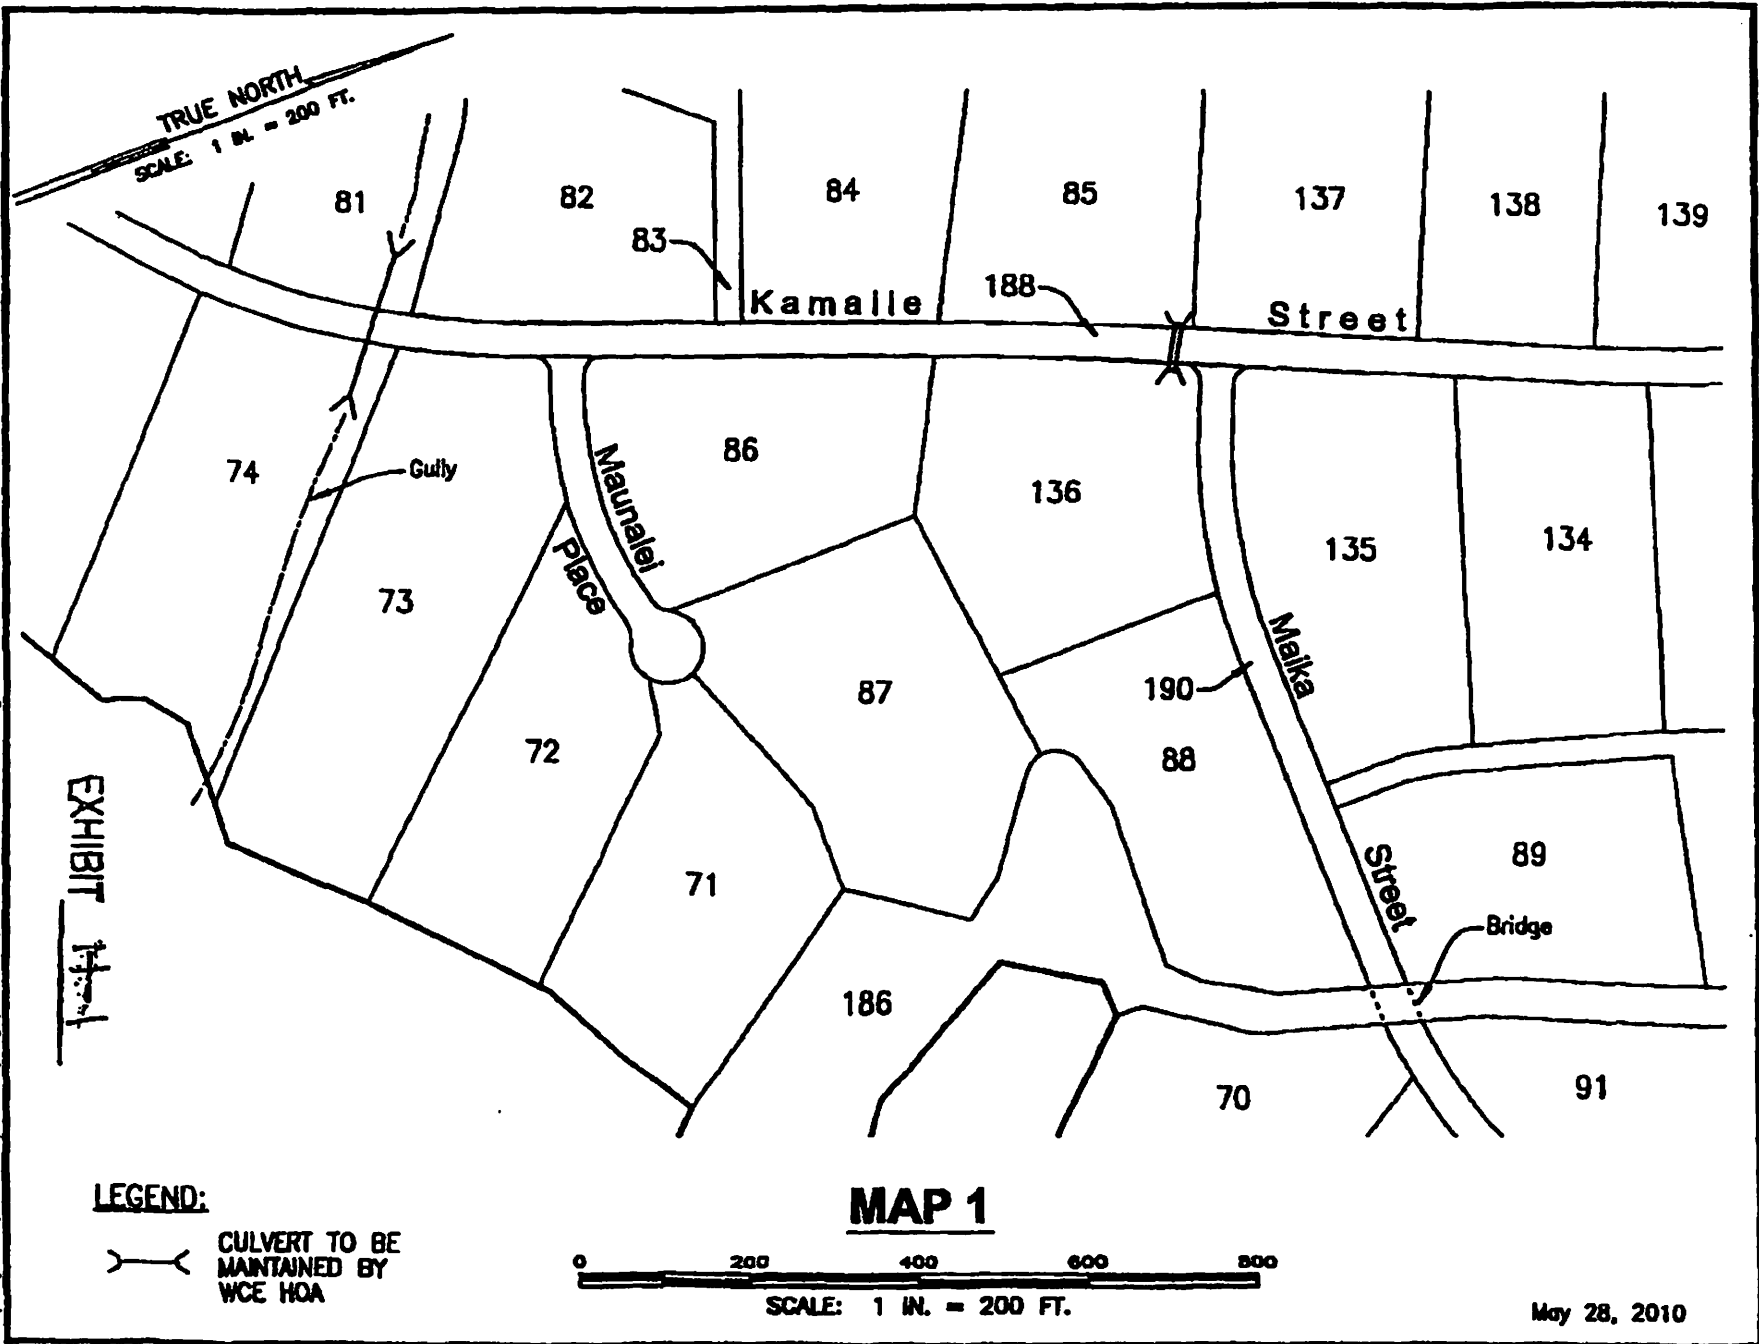 TRUE NORTH
SCALE: 1 IN. = 200 FT.
81
82
83
84
85
137
138
139
188
Kamalie Street
74
Gully
73
Maunalei
Place
86
136
135
134
72
87
190
Maika
Street
88
89
71
Bridge
186
70
91
EXHIBIT
LEGEND:
CULVERT TO BE
MAINTAINED BY
WCE HOA
MAP 1
0 200 400 600 800
SCALE: 1 IN. = 200 FT.
May 28, 2010